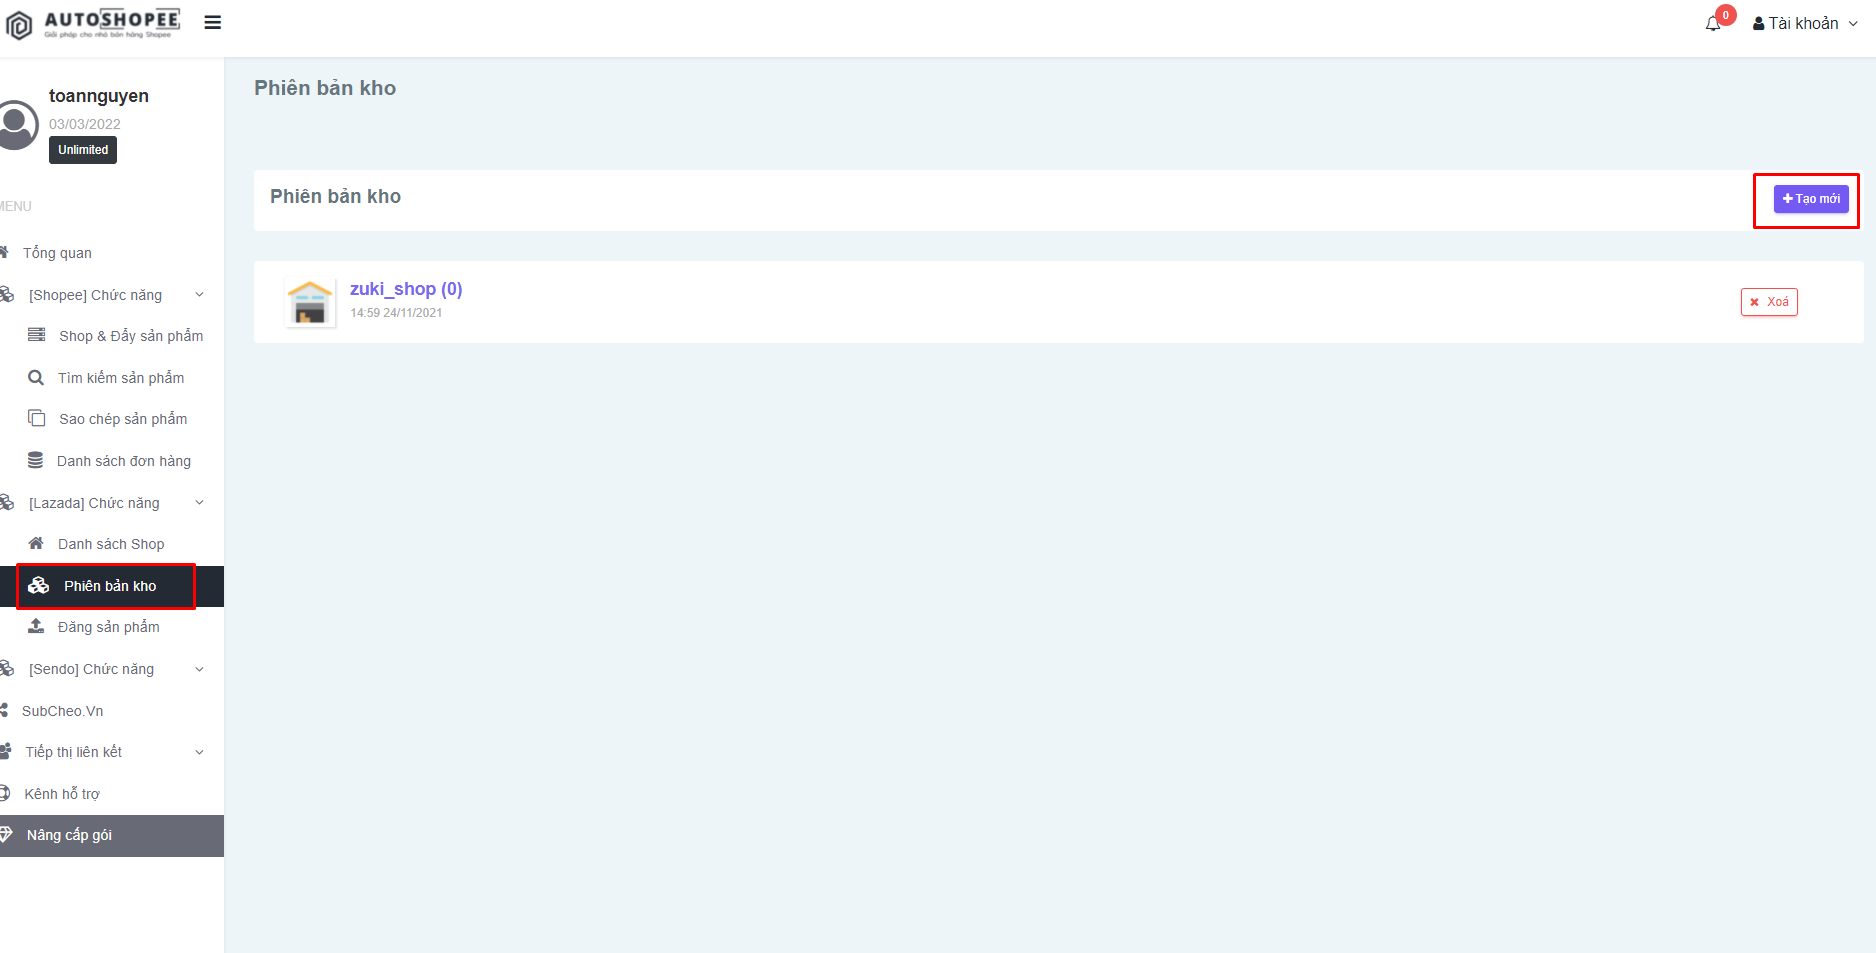 AUTOSHOPEE
Giải pháp cho nhà bán hàng Shopee
0
Tài khoản
toannguyen
03/03/2022
Unlimited
MENU
Tổng quan
[Shopee] Chức năng
Shop & Đẩy sản phẩm
Tìm kiếm sản phẩm
Sao chép sản phẩm
Danh sách đơn hàng
[Lazada] Chức năng
Danh sách Shop
Phiên bản kho
Đăng sản phẩm
[Sendo] Chức năng
SubCheo.Vn
Tiếp thị liên kết
Kênh hỗ trợ
Nâng cấp gói
Phiên bản kho
Phiên bản kho
Tạo mới
zuki_shop (0)
14:59 24/11/2021
Xoá